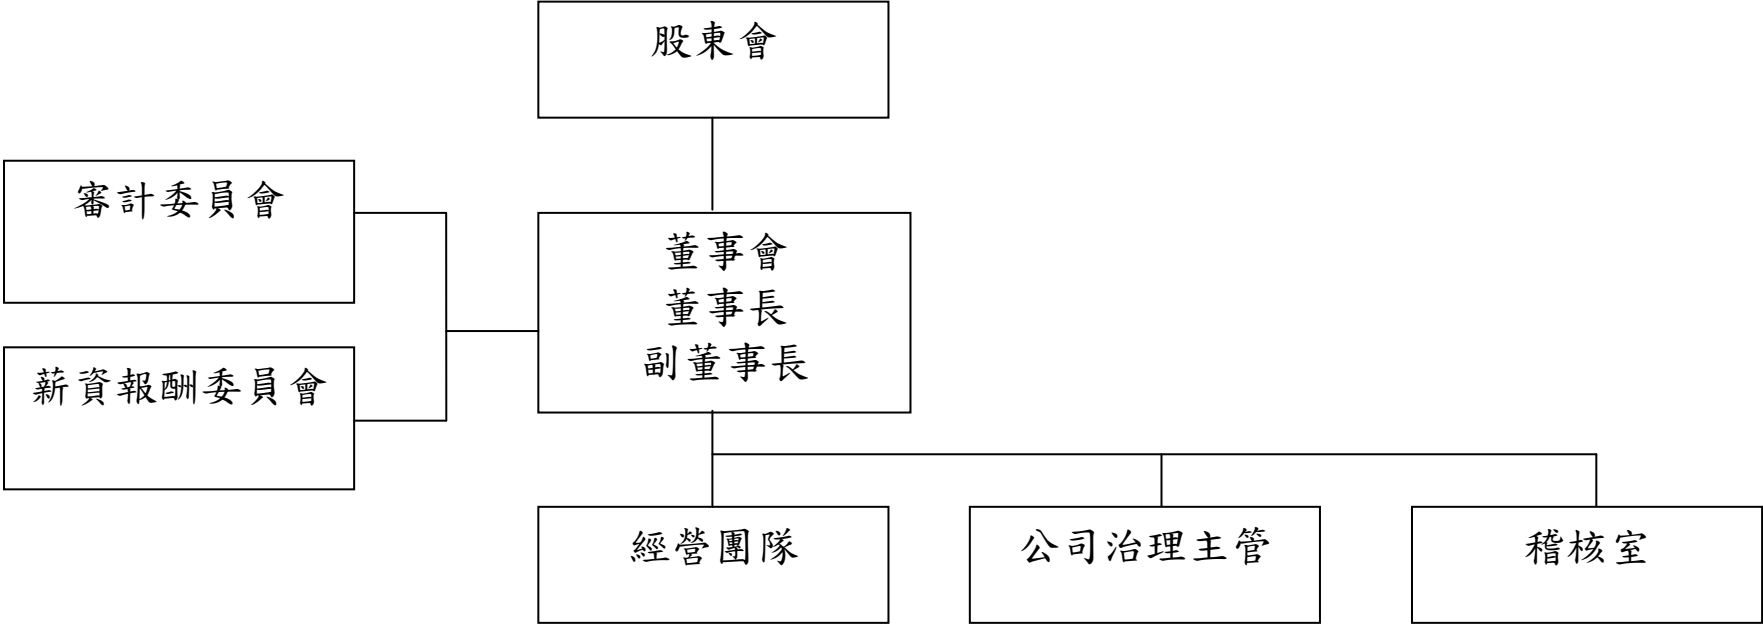 股東會
審計委員會
董事會
董事長
副董事長
薪資報酬委員會
經營團隊
公司治理主管
稽核室